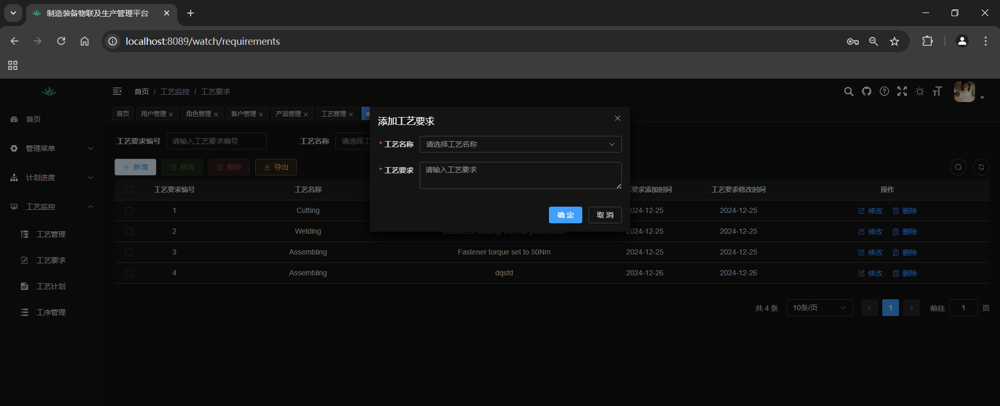 制造装备物联及生产管理平台
localhost:8089/watch/requirements
首页 / 工艺监控 / 工艺要求
首页 用户管理 角色管理 客户管理 产品管理 工艺管理
首页
管理菜单
计划进度
工艺监控
工艺管理
工艺要求
工艺计划
工序管理
工艺要求编号 请输入工艺要求编号 工艺名称 请选择工
新增 修改 删除 导出
添加工艺要求
* 工艺名称 请选择工艺名称
* 工艺要求 请输入工艺要求
确定 取消
工艺要求编号 工艺名称 要求添加时间 工艺要求修改时间 操作
1 Cutting 2024-12-25 2024-12-25 修改 删除
2 Welding Seamless welding with full penetration 2024-12-25 2024-12-25 修改 删除
3 Assembling Fastener torque set to 50Nm 2024-12-25 2024-12-25 修改 删除
4 Assembling dqsfd 2024-12-26 2024-12-26 修改 删除
共 4 条 10条/页 1 前往 1 页